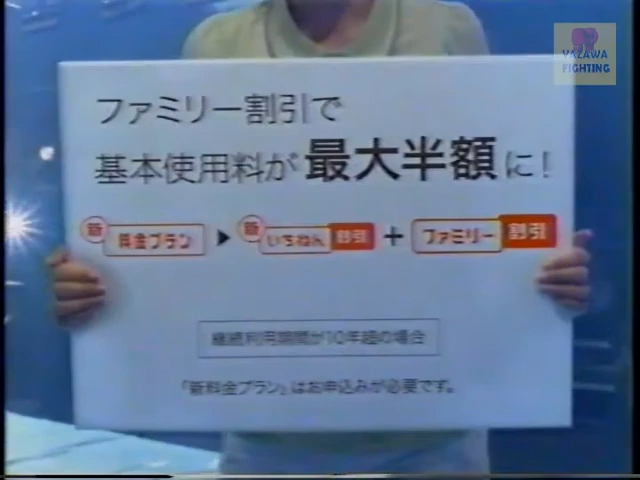 YAZAWA
FIGHTING
ファミリー割引で
基本使用料が最大半額に!
新 料金プラン ▶ 新 いちねん 割引 + ファミリー 割引
継続利用期間が10年超の場合
「新料金プラン」はお申込みが必要です。